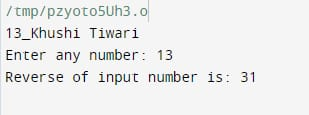 /tmp/pzyoto5Uh3.o
13_Khushi Tiwari
Enter any number: 13
Reverse of input number is: 31